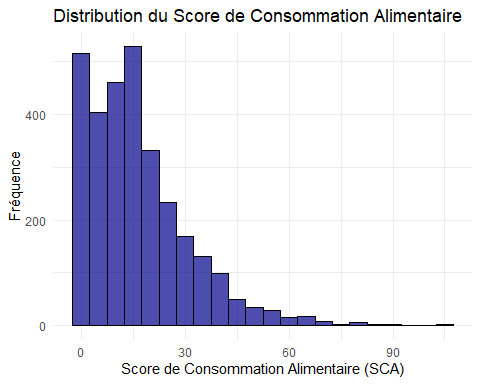 Distribution du Score de Consommation Alimentaire
Fréquence
400
200
0
0 30 60 90
Score de Consommation Alimentaire (SCA)